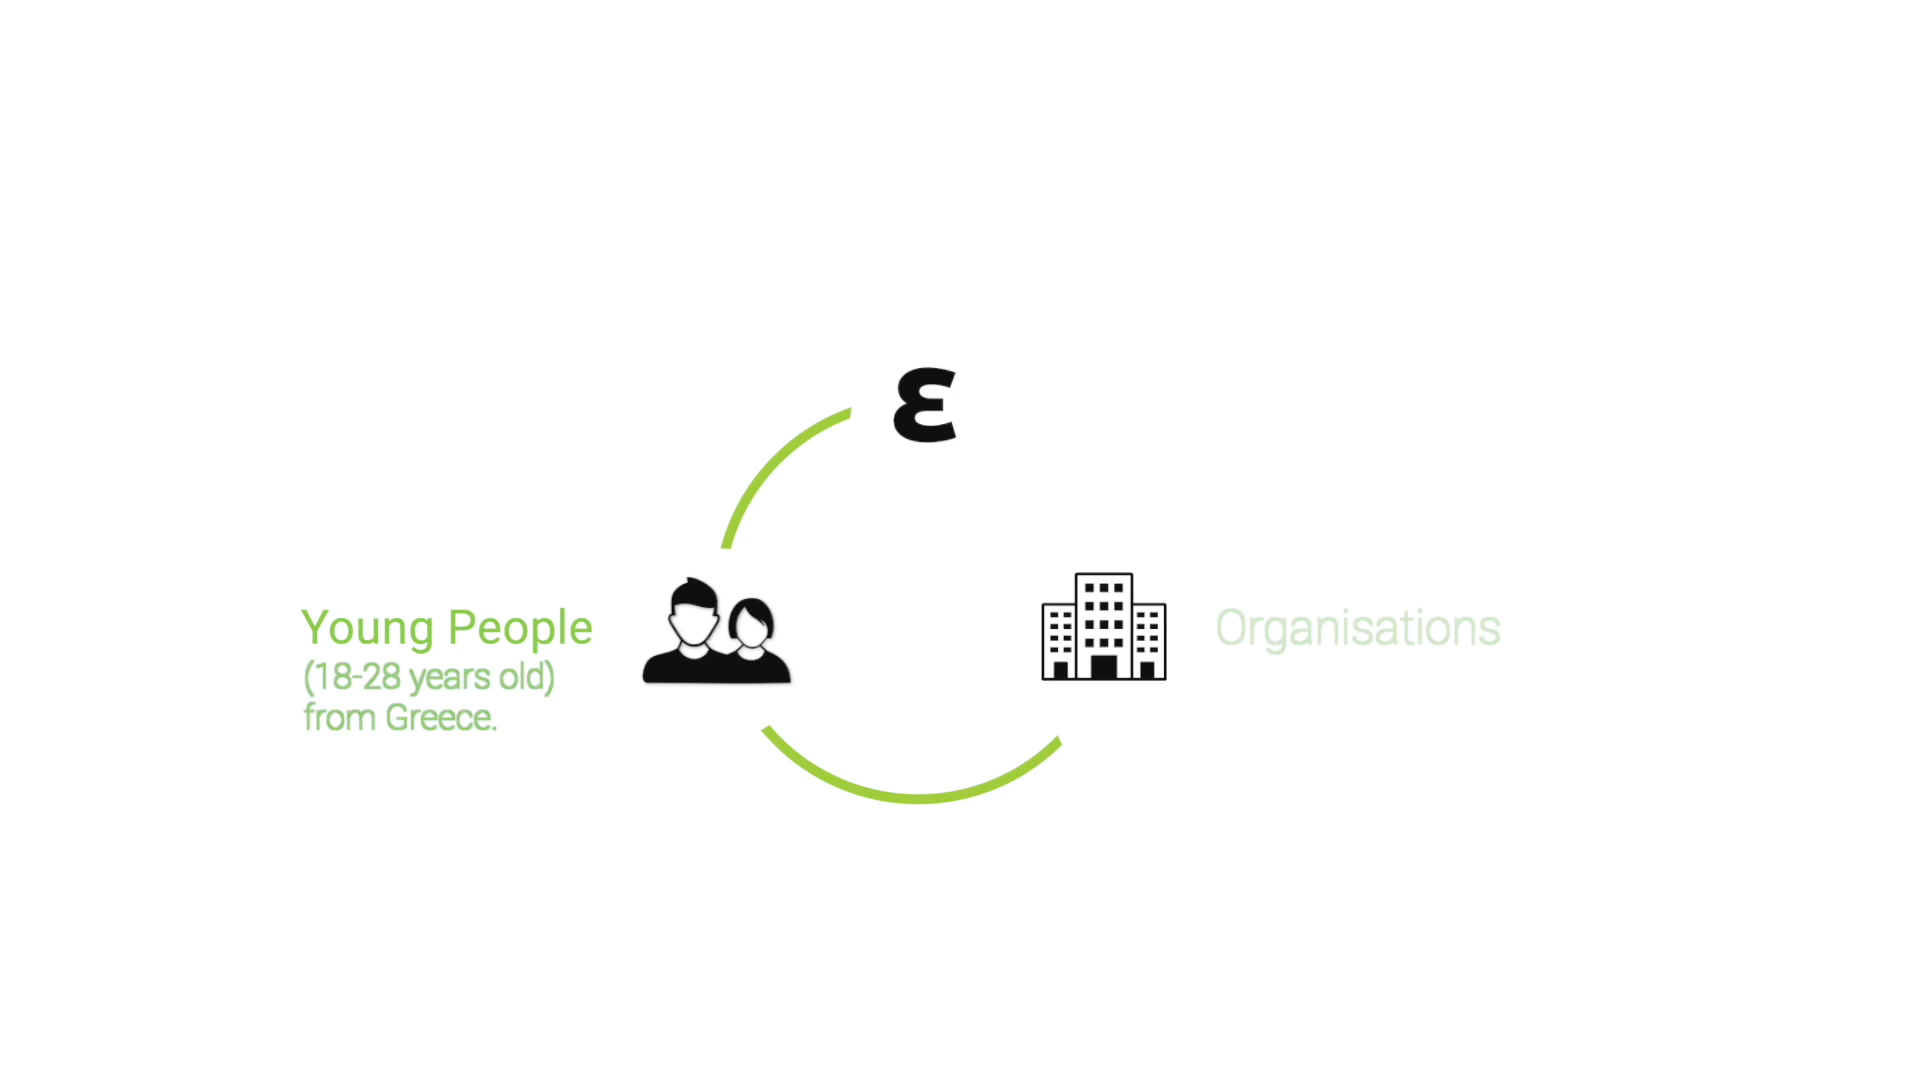 ε
Young People
(18-28 years old)
from Greece.
Organisations